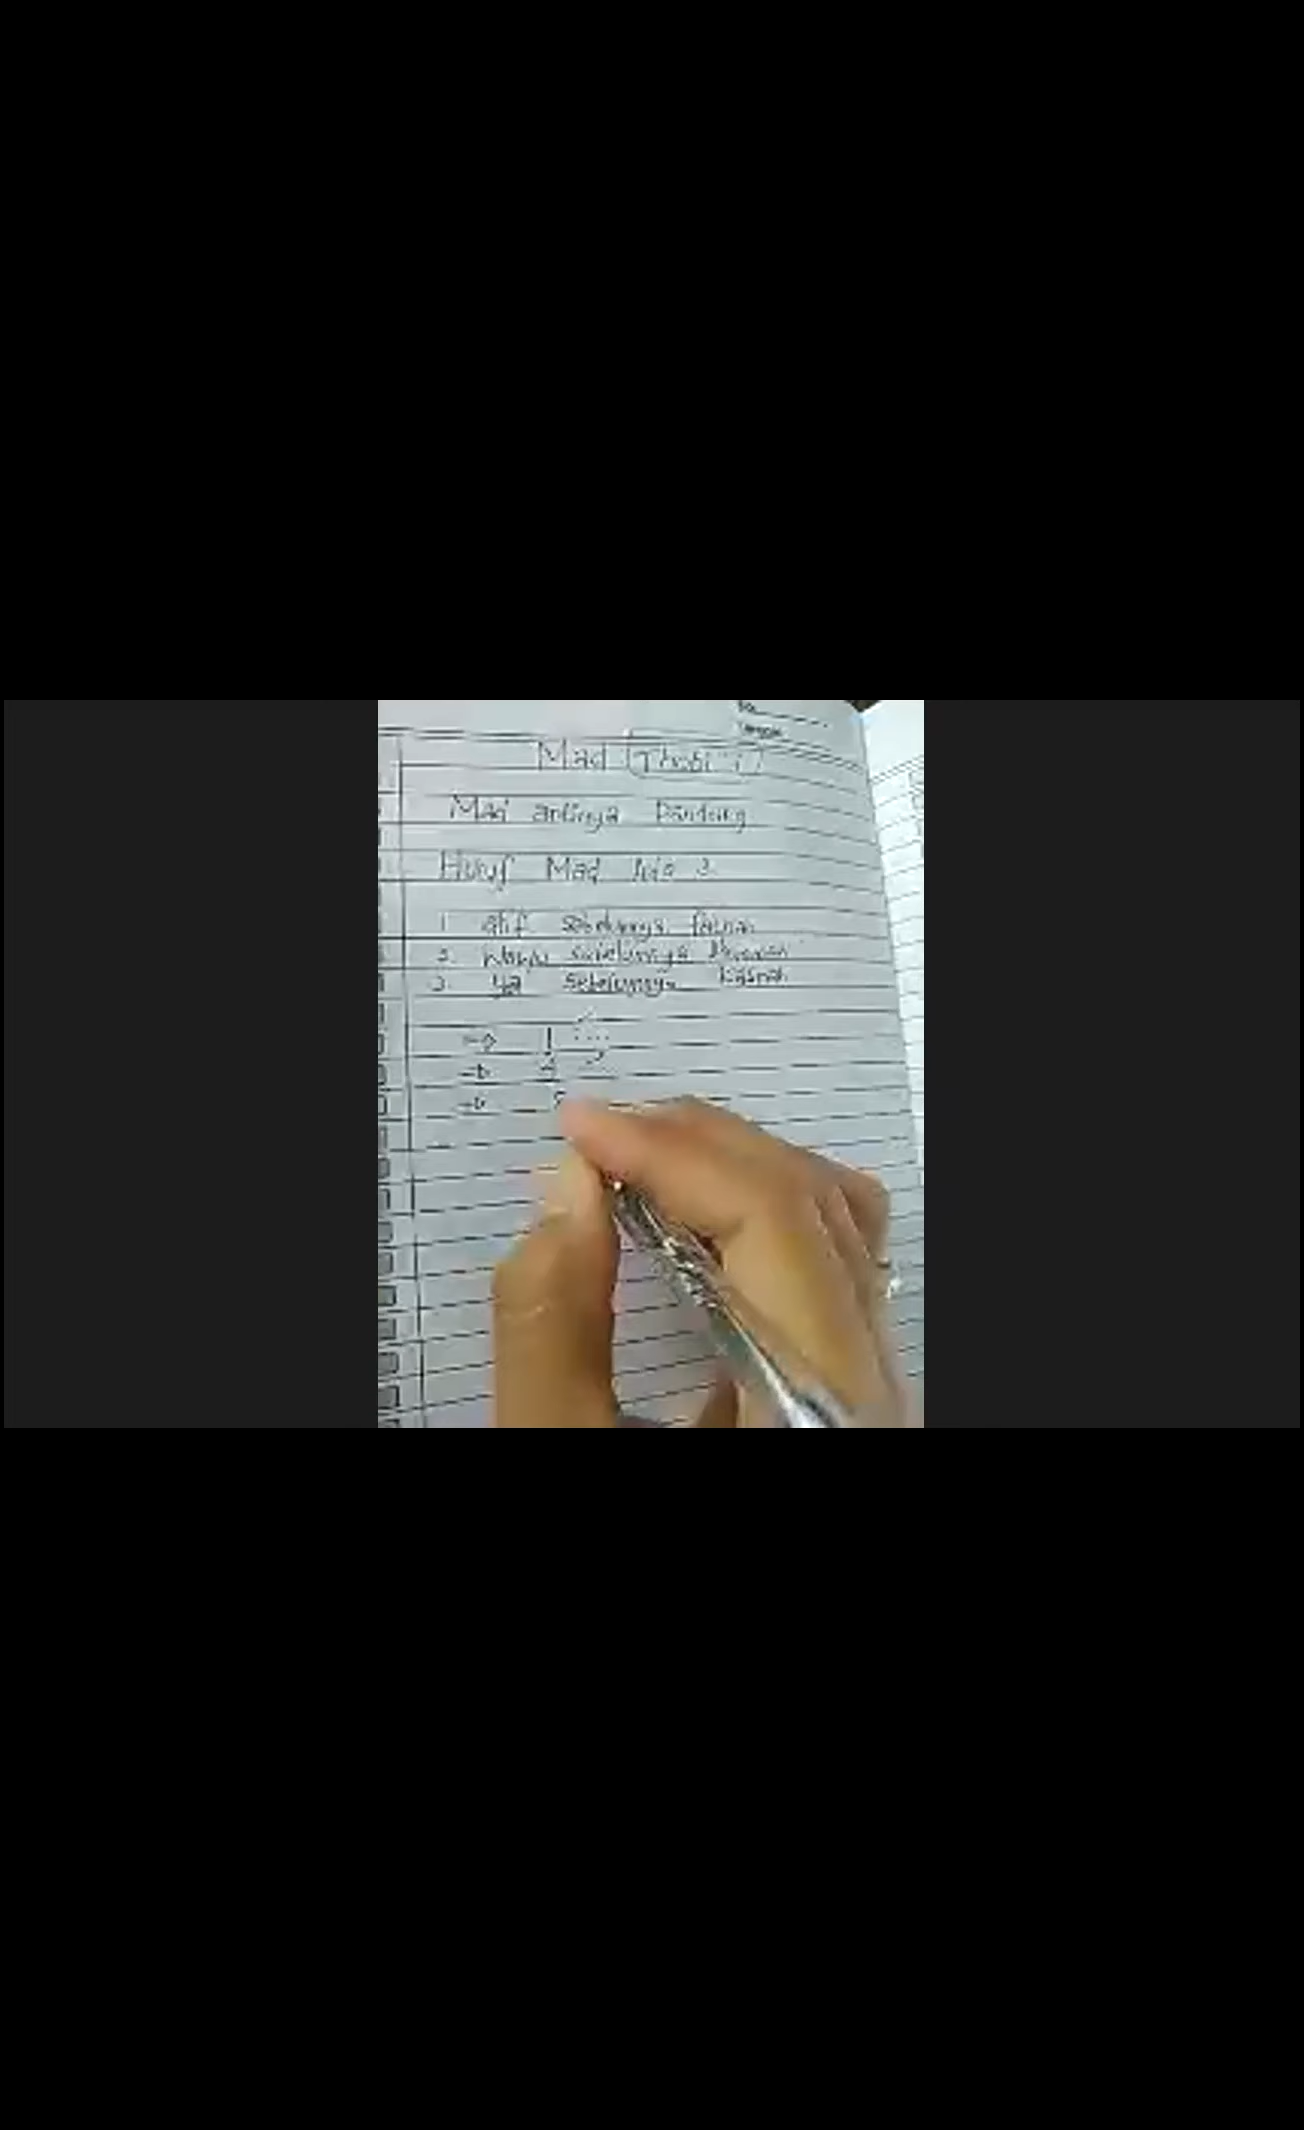 No.
Mad Thobi'i
Mad artinya Panjang
Huruf Mad Ada 3
1. alif sebelumnya fathah
2. wawu sebelumnya
3. ya sebelumnya kasrah
ا
و